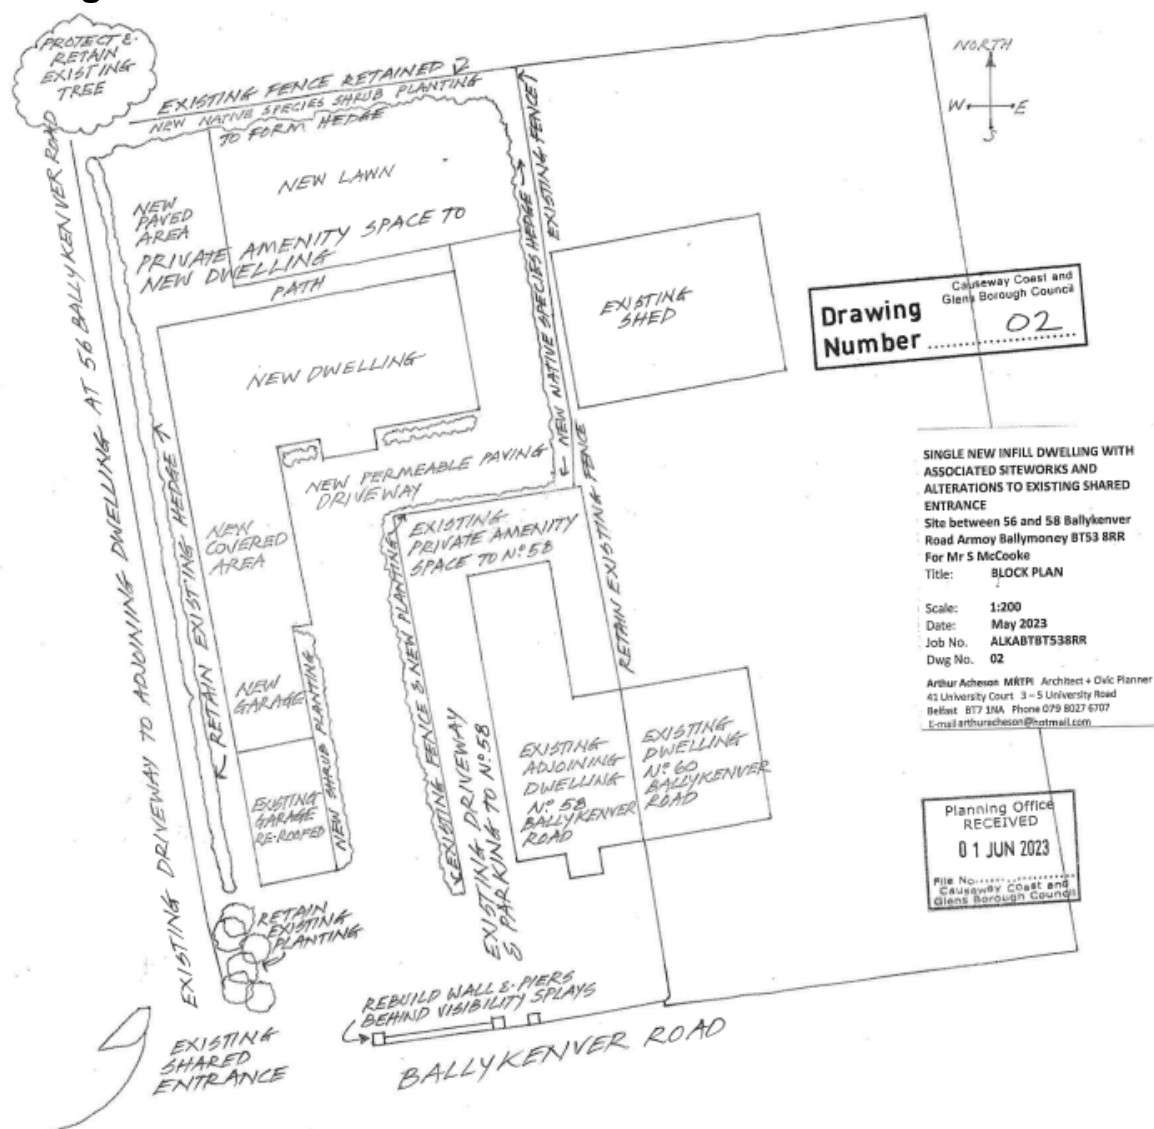 PROTECT &
RETAIN
EXISTING
TREE
EXISTING FENCE RETAINED
NEW NATIVE SPECIES SHRUB PLANTING
TO FORM HEDGE
NORTH
W
E
S
EXISTING DRIVEWAY TO ADJOINING DWELLING AT 56 BALLYKENVER ROAD
NEW
PAVED
AREA
NEW LAWN
PRIVATE AMENITY SPACE TO
NEW DWELLING
PATH
NEW DWELLING
NEW NATIVE SPECIES HEDGE
EXISTING FENCE
EXISTING
SHED
Causeway Coast and
Glens Borough Council
Drawing
Number ............... 02
RETAIN EXISTING HEDGE
NEW PERMEABLE PAVING
DRIVEWAY
NEW
COVERED
AREA
EXISTING
PRIVATE AMENITY
SPACE TO Nº 58
RETAIN EXISTING FENCE
EXISTING FENCE & NEW PLANTING
NEW
GARAGE
NEW SHRUB PLANTING
EXISTING
GARAGE
RE-ROOFED
EXISTING DRIVEWAY
& PARKING TO Nº 58
EXISTING
ADJOINING
DWELLING
Nº 58
BALLYKENVER
ROAD
EXISTING
DWELLING
Nº 60
BALLYKENVER
ROAD
RETAIN
EXISTING
PLANTING
REBUILD WALL & PIERS
BEHIND VISIBILITY SPLAYS
EXISTING
SHARED
ENTRANCE
BALLYKENVER ROAD
SINGLE NEW INFILL DWELLING WITH
ASSOCIATED SITEWORKS AND
ALTERATIONS TO EXISTING SHARED
ENTRANCE
Site between 56 and 58 Ballykenver
Road Armoy Ballymoney BT53 8RR
For Mr S McCooke
Title: BLOCK PLAN
Scale: 1:200
Date: May 2023
Job No. ALKABTBT538RR
Dwg No. 02
Arthur Acheson MRTPI Architect + Civic Planner
41 University Court 3 – 5 University Road
Belfast BT7 1NA Phone 079 8027 6707
E-mail arthuracheson@hotmail.com
Planning Office
RECEIVED
01 JUN 2023
File No...................
Causeway Coast and
Glens Borough Council